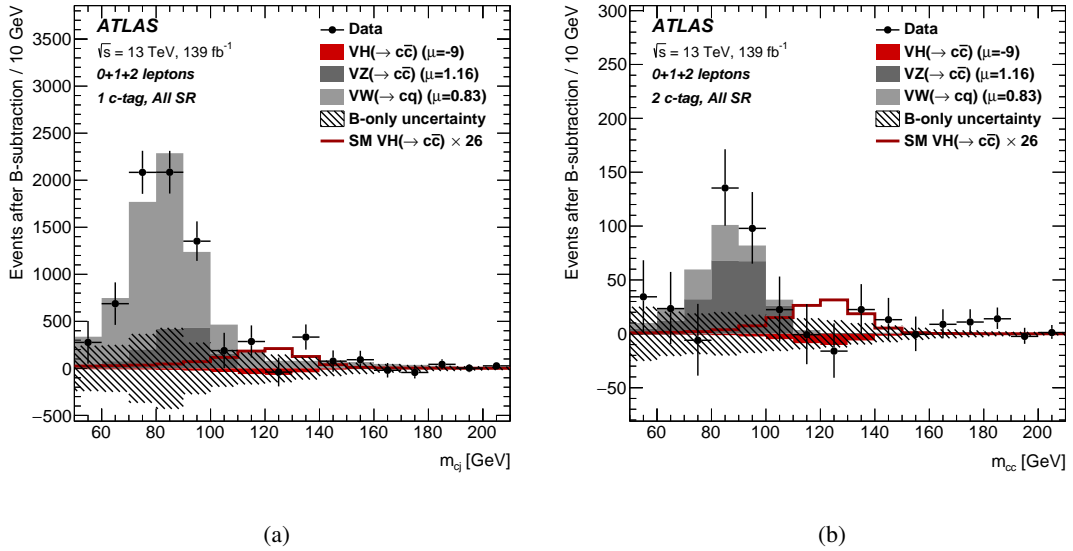 ATLAS
√s = 13 TeV, 139 fb⁻¹
0+1+2 leptons
1 c-tag, All SR
Data
VH(→ cc̄) (μ=-9)
VZ(→ cc̄) (μ=1.16)
VW(→ cq) (μ=0.83)
B-only uncertainty
SM VH(→ cc̄) × 26
Events after B-subtraction / 10 GeV
3500
3000
2500
2000
1500
1000
500
0
−500
60 80 100 120 140 160 180 200
m_cj [GeV]
(a)
ATLAS
√s = 13 TeV, 139 fb⁻¹
0+1+2 leptons
2 c-tag, All SR
Data
VH(→ cc̄) (μ=-9)
VZ(→ cc̄) (μ=1.16)
VW(→ cq) (μ=0.83)
B-only uncertainty
SM VH(→ cc̄) × 26
Events after B-subtraction / 10 GeV
300
250
200
150
100
50
0
−50
60 80 100 120 140 160 180 200
m_cc [GeV]
(b)